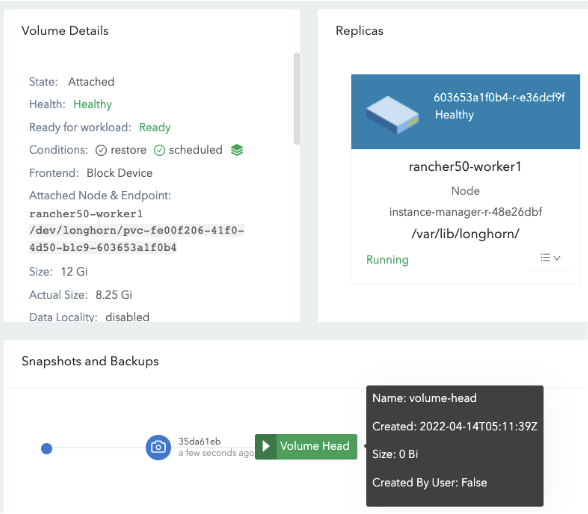 Volume Details
State: Attached
Health: Healthy
Ready for workload: Ready
Conditions: restore scheduled
Frontend: Block Device
Attached Node & Endpoint:
rancher50-worker1
/dev/longhorn/pvc-fe00f206-41f0-
4d50-b1c9-603653a1f0b4
Size: 12 Gi
Actual Size: 8.25 Gi
Data Locality: disabled
Replicas
603653a1f0b4-r-e36dcf9f
Healthy
rancher50-worker1
Node
instance-manager-r-48e26dbf
/var/lib/longhorn/
Running
Snapshots and Backups
35da61eb
a few seconds ago
Volume Head
Name: volume-head
Created: 2022-04-14T05:11:39Z
Size: 0 Bi
Created By User: False